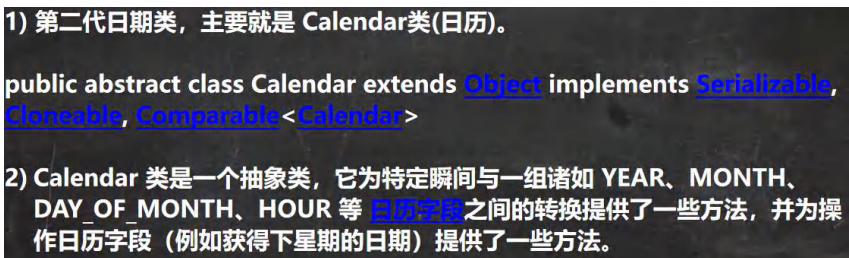 1) 第二代日期类，主要就是 Calendar类(日历)。
public abstract class Calendar extends Object implements Serializable,
Cloneable, Comparable<Calendar>
2) Calendar 类是一个抽象类，它为特定瞬间与一组诸如 YEAR、MONTH、
DAY_OF_MONTH、HOUR 等 日历字段之间的转换提供了一些方法，并为操
作日历字段（例如获得下星期的日期）提供了一些方法。